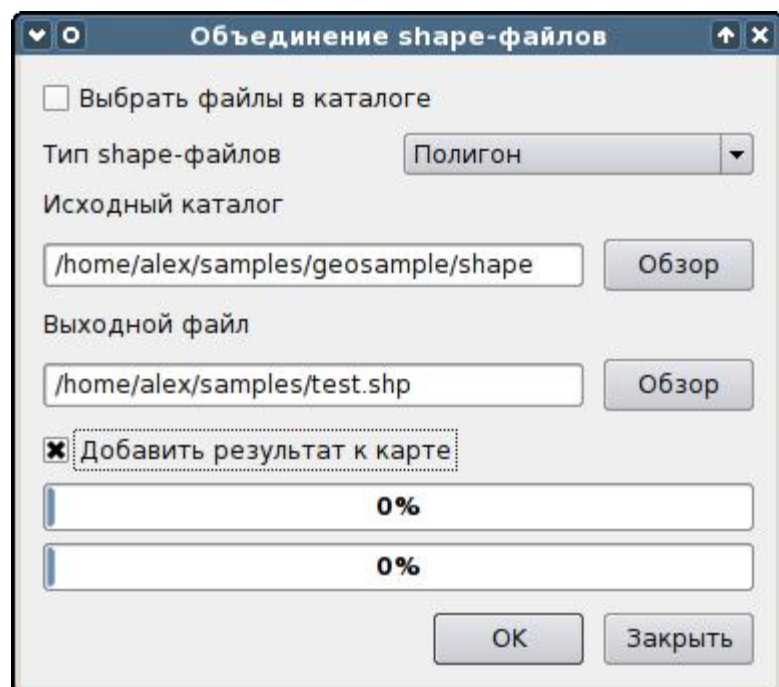 Объединение shape-файлов
Выбрать файлы в каталоге
Тип shape-файлов Полигон
Исходный каталог
/home/alex/samples/geosample/shape Обзор
Выходной файл
/home/alex/samples/test.shp Обзор
Добавить результат к карте
0%
0%
OK Закрыть